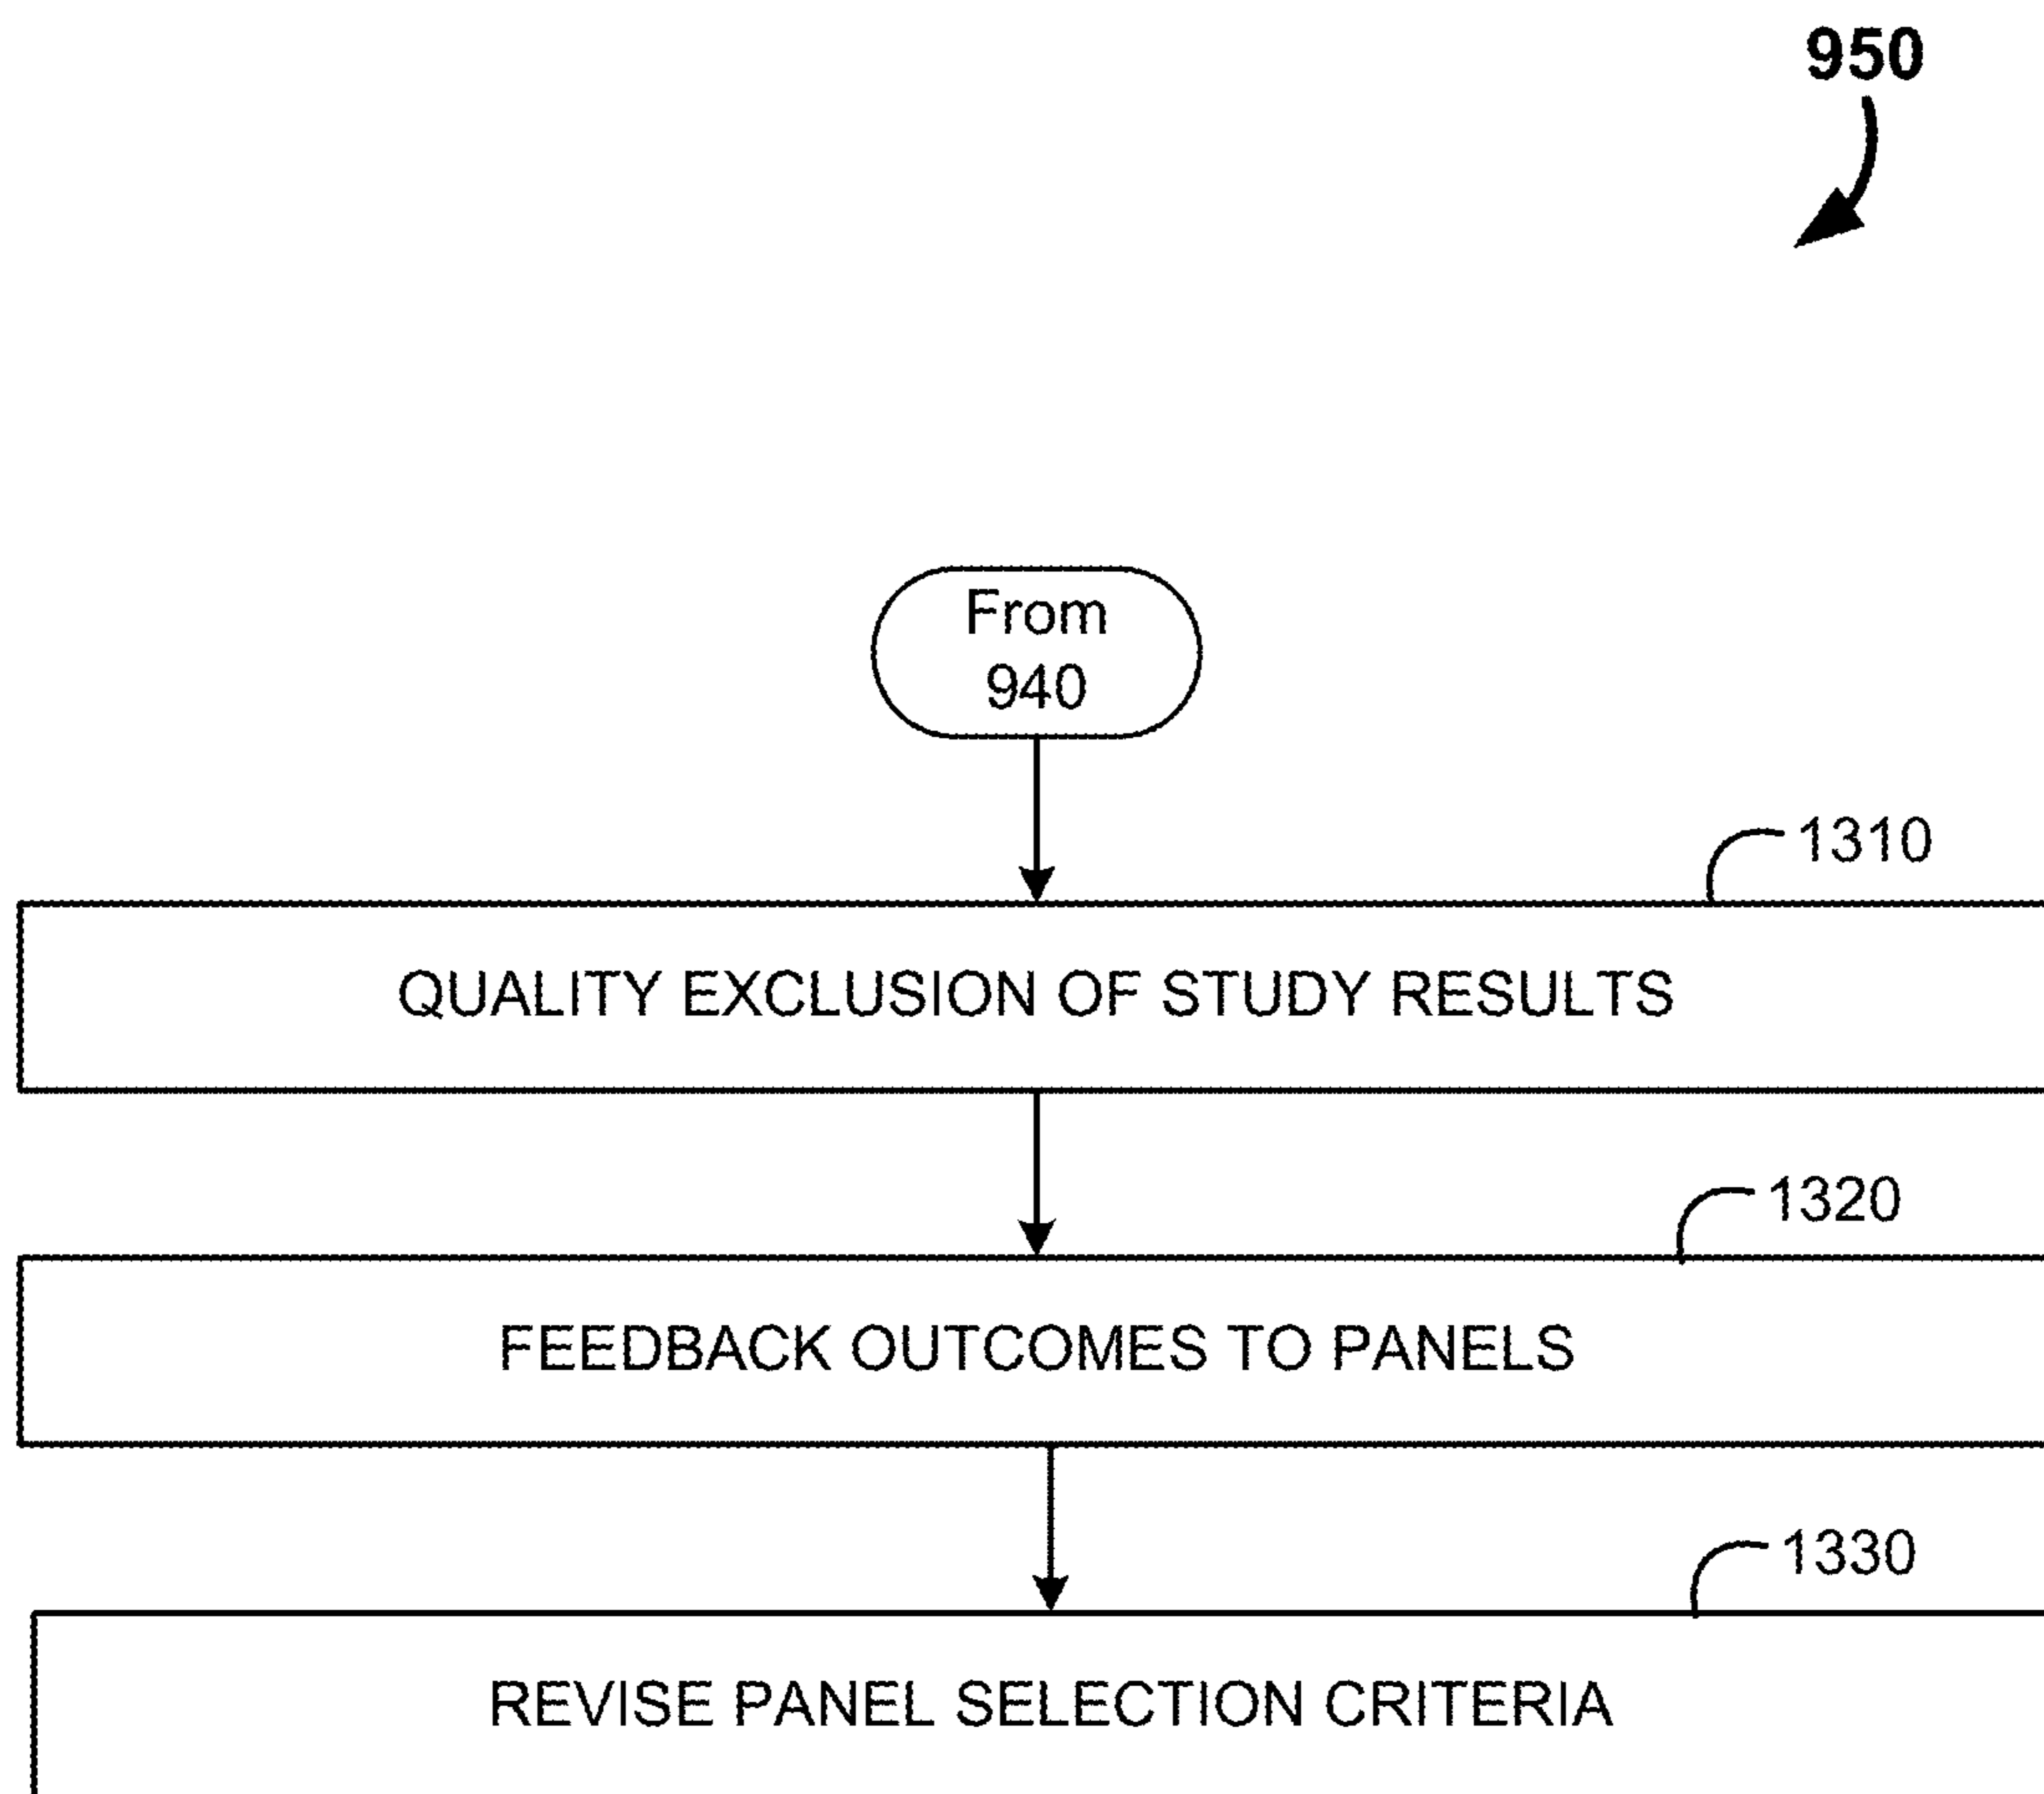 950
From
940
1310
QUALITY EXCLUSION OF STUDY RESULTS
1320
FEEDBACK OUTCOMES TO PANELS
1330
REVISE PANEL SELECTION CRITERIA